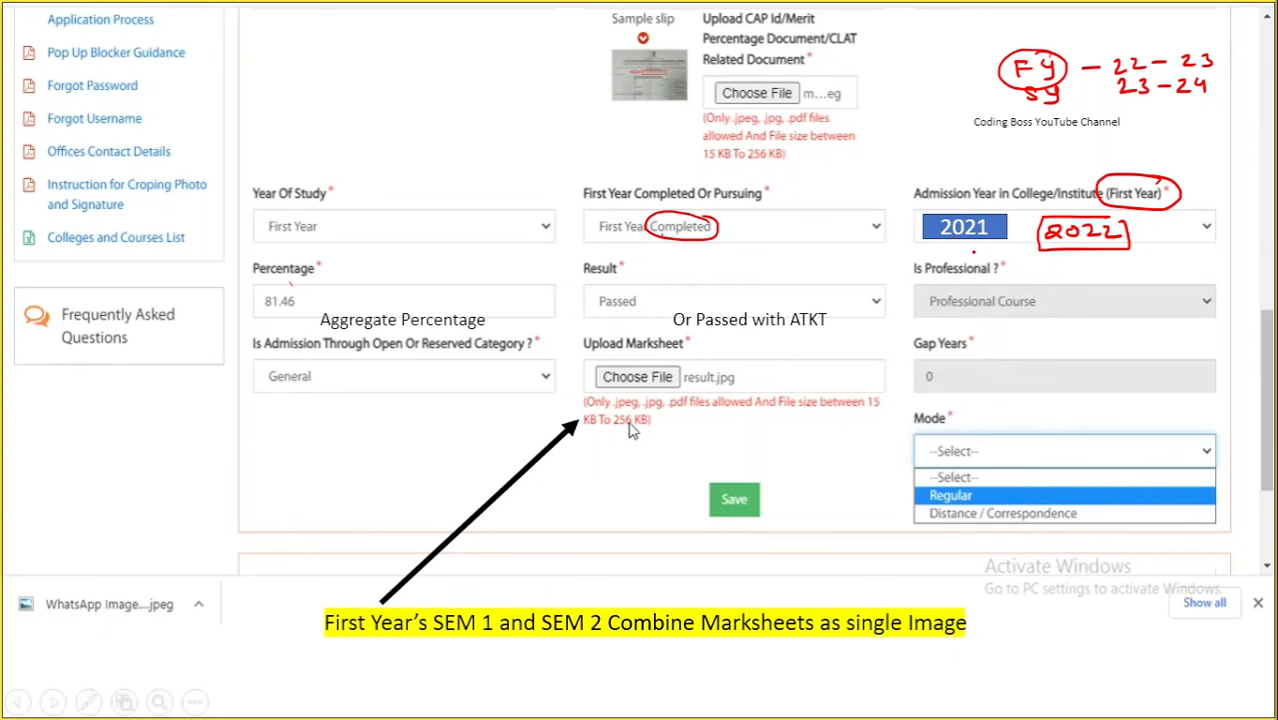 Application Process
Pop Up Blocker Guidance
Forgot Password
Forgot Username
Offices Contact Details
Instruction for Croping Photo
and Signature
Colleges and Courses List
Frequently Asked
Questions
Sample slip
Upload CAP Id/Merit
Percentage Document/CLAT
Related Document*
Choose File m...eg
(Only .jpeg, .jpg, .pdf files
allowed And File size between
15 KB To 256 KB)
FY - 22 - 23
SY 23 - 24
Coding Boss YouTube Channel
Year Of Study*
First Year
First Year Completed Or Pursuing*
First Year Completed
Admission Year in College/Institute (First Year)*
2021 2022
Percentage*
81.46
Aggregate Percentage
Result*
Passed
Or Passed with ATKT
Is Professional ?*
Professional Course
Is Admission Through Open Or Reserved Category ?*
General
Upload Marksheet*
Choose File result.jpg
(Only .jpeg, .jpg, .pdf files allowed And File size between 15
KB To 256 KB)
Gap Years*
0
Mode*
--Select--
--Select--
Regular
Distance / Correspondence
Save
Activate Windows
Go to PC settings to activate Windows.
WhatsApp Image....jpeg
Show all
First Year’s SEM 1 and SEM 2 Combine Marksheets as single Image